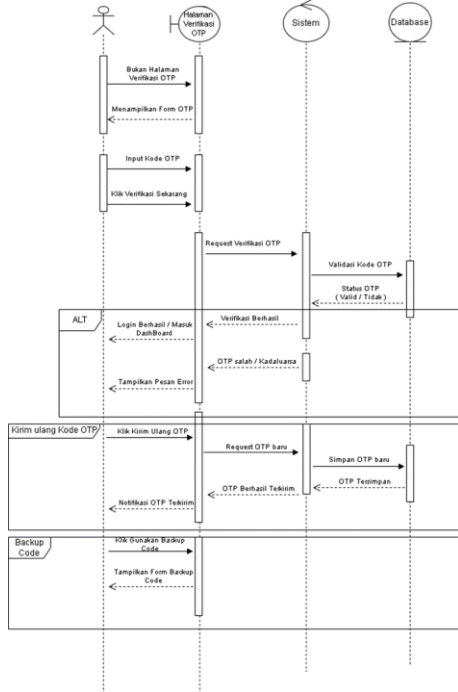 Halaman
Verifikasi
OTP
Sistem
Database
Bukan Halaman
Verifikasi OTP
Menampilkan Form OTP
Input Kode OTP
Klik Verifikasi Sekarang
Request Verifikasi OTP
Validasi Kode OTP
Status OTP
( Valid / Tidak )
ALT
Verifikasi Berhasil
Login Berhasil / Masuk
DashBoard
OTP salah / Kadaluarsa
Tampilkan Pesan Error
Kirim ulang Kode OTP
Klik Kirim Ulang OTP
Request OTP baru
Simpan OTP baru
OTP Tersimpan
OTP Berhasil Terkirim
Notifikasi OTP Terkirim
Backup
Code
Klik Gunakan Backup
Code
Tampilkan Form Backup
Code